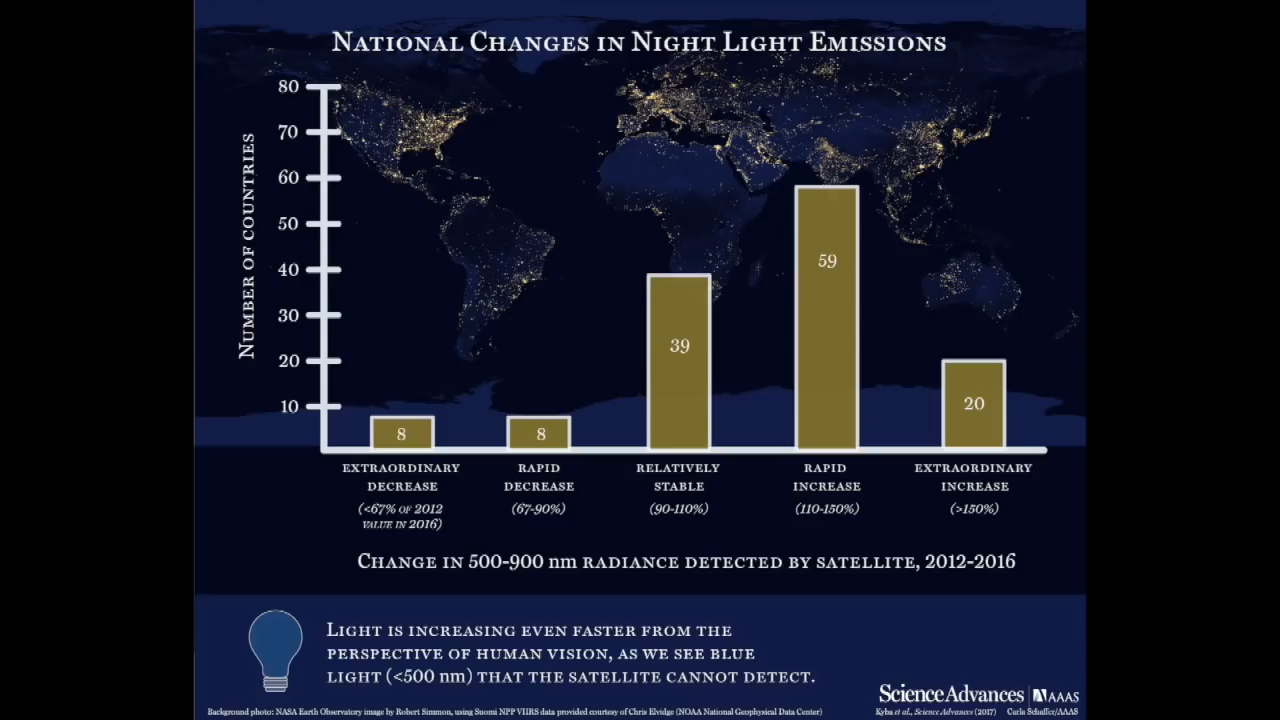 National Changes in Night Light Emissions
80
70
60
50
40
30
20
10
Number of countries
8
8
39
59
20
Extraordinary
decrease
(<67% of 2012
value in 2016)
Rapid
decrease
(67-90%)
Relatively
stable
(90-110%)
Rapid
increase
(110-150%)
Extraordinary
increase
(>150%)
Change in 500-900 nm radiance detected by satellite, 2012-2016
Light is increasing even faster from the
perspective of human vision, as we see blue
light (<500 nm) that the satellite cannot detect.
ScienceAdvances | AAAS
Background photo: NASA Earth Observatory image by Robert Simmon, using Suomi NPP VIIRS data provided courtesy of Chris Elvidge (NOAA National Geophysical Data Center)
Kyba et al., Science Advances (2017) Carla Schaffer/AAAS